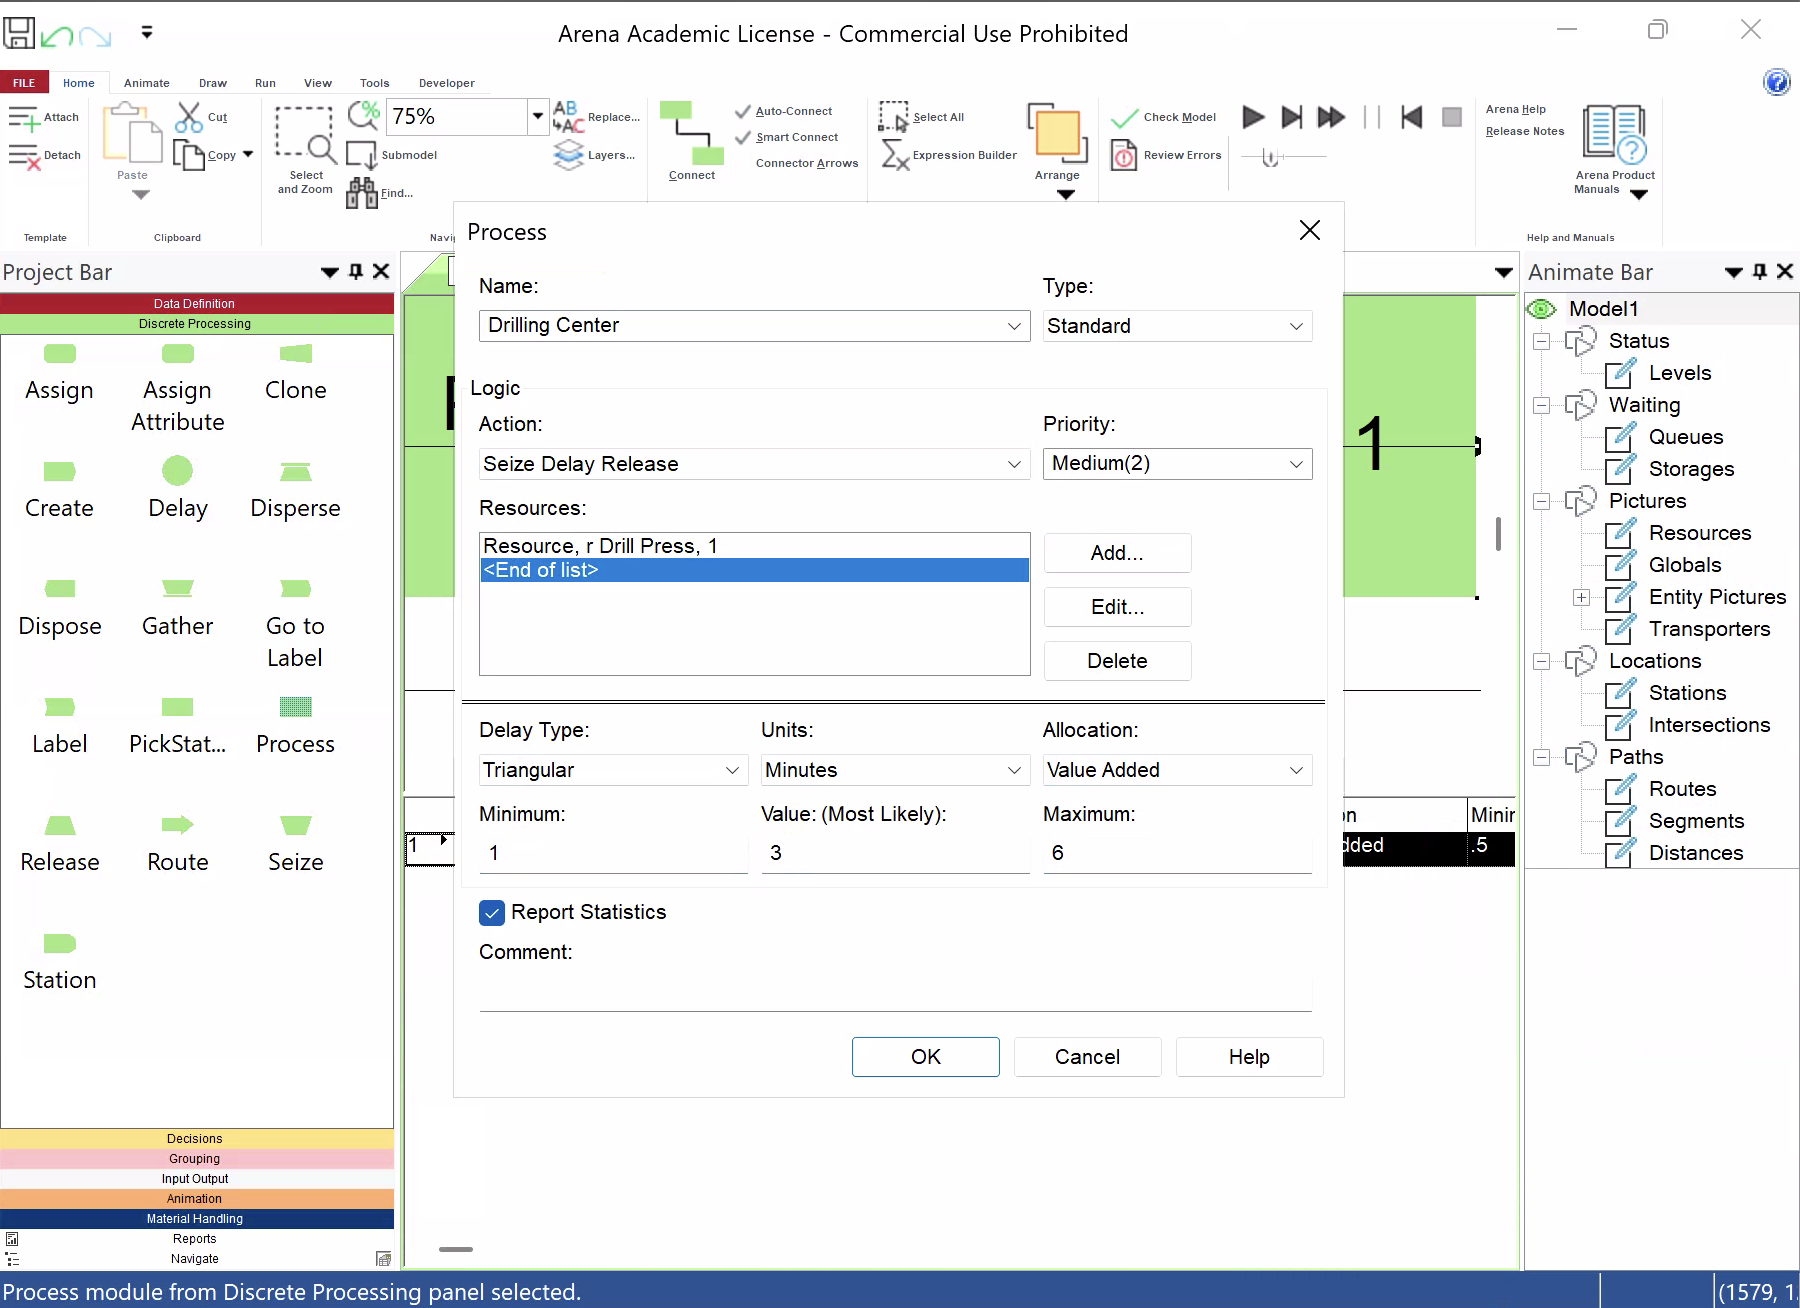 Arena Academic License - Commercial Use Prohibited
FILE Home Animate Draw Run View Tools Developer
Attach
Detach
Template
Paste
Cut
Copy
Clipboard
Select
and Zoom
75%
Submodel
Find...
Replace...
Layers...
Connect
Auto-Connect
Smart Connect
Connector Arrows
Select All
Expression Builder
Arrange
Check Model
Review Errors
Arena Help
Release Notes
Arena Product
Manuals
Help and Manuals
Project Bar
Data Definition
Discrete Processing
Assign
Assign
Attribute
Clone
Create
Delay
Disperse
Dispose
Gather
Go to
Label
Label
PickStat...
Process
Release
Route
Seize
Station
Decisions
Grouping
Input Output
Animation
Material Handling
Reports
Navigate
Process
Name:
Type:
Drilling Center
Standard
Logic
Action:
Priority:
Seize Delay Release
Medium(2)
Resources:
Resource, r Drill Press, 1
<End of list>
Add...
Edit...
Delete
Delay Type:
Units:
Allocation:
Triangular
Minutes
Value Added
Minimum:
Value: (Most Likely):
Maximum:
1
3
6
Report Statistics
Comment:
OK
Cancel
Help
1
1
.5
Animate Bar
Model1
Status
Levels
Waiting
Queues
Storages
Pictures
Resources
Globals
Entity Pictures
Transporters
Locations
Stations
Intersections
Paths
Routes
Segments
Distances
Process module from Discrete Processing panel selected.
(1579, 1